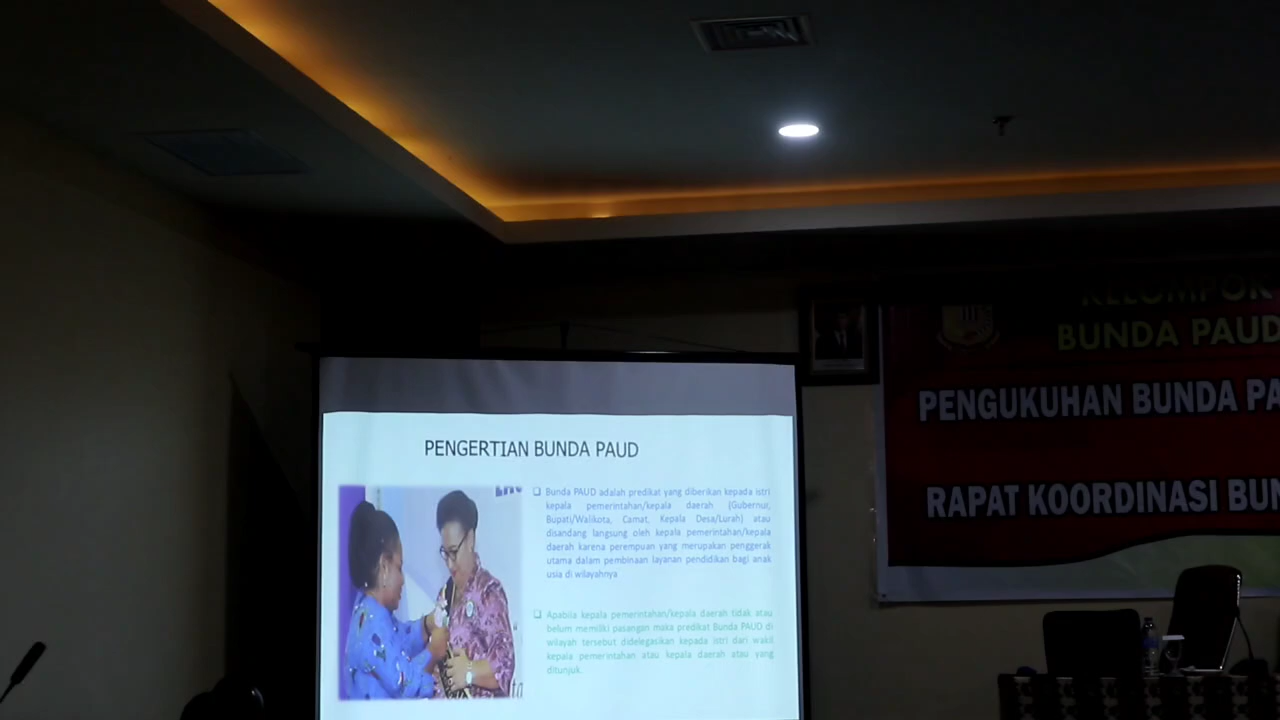 PENGERTIAN BUNDA PAUD
Bunda PAUD adalah predikat yang diberikan kepada istri
kepala pemerintahan/kepala daerah (Gubernur,
Bupati/Walikota, Camat, Kepala Desa/Lurah) atau
disandang langsung oleh kepala pemerintahan/kepala
daerah karena perempuan yang merupakan penggerak
utama dalam pembinaan layanan pendidikan bagi anak
usia di wilayahnya
Apabila kepala pemerintahan/kepala daerah tidak atau
belum memiliki pasangan maka predikat Bunda PAUD di
wilayah tersebut didelegasikan kepada istri dari wakil
kepala pemerintahan atau kepala daerah atau yang
ditunjuk.
KELOMPOK
BUNDA PAUD
PENGUKUHAN BUNDA PA
RAPAT KOORDINASI BUN